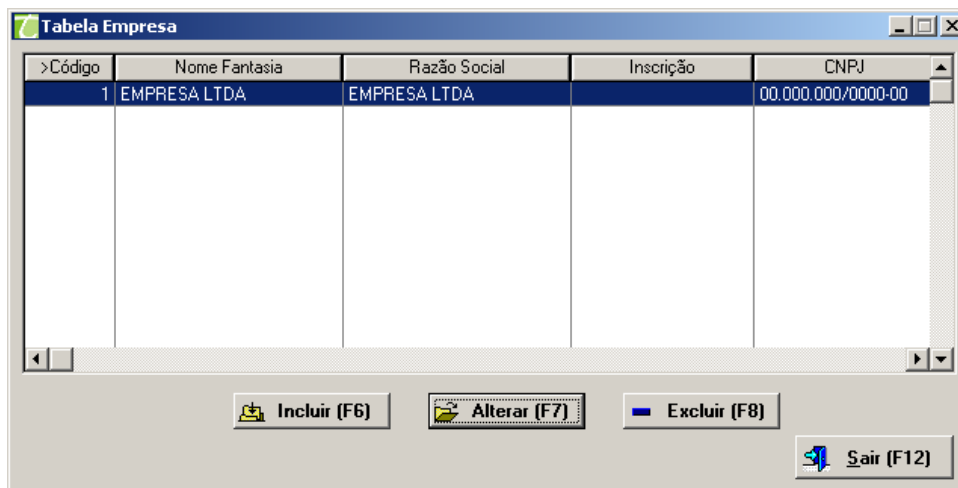 Tabela Empresa
>Código Nome Fantasia Razão Social Inscrição CNPJ
1 EMPRESA LTDA EMPRESA LTDA 00.000.000/0000-00
Incluir (F6) Alterar (F7) Excluir (F8)
Sair (F12)